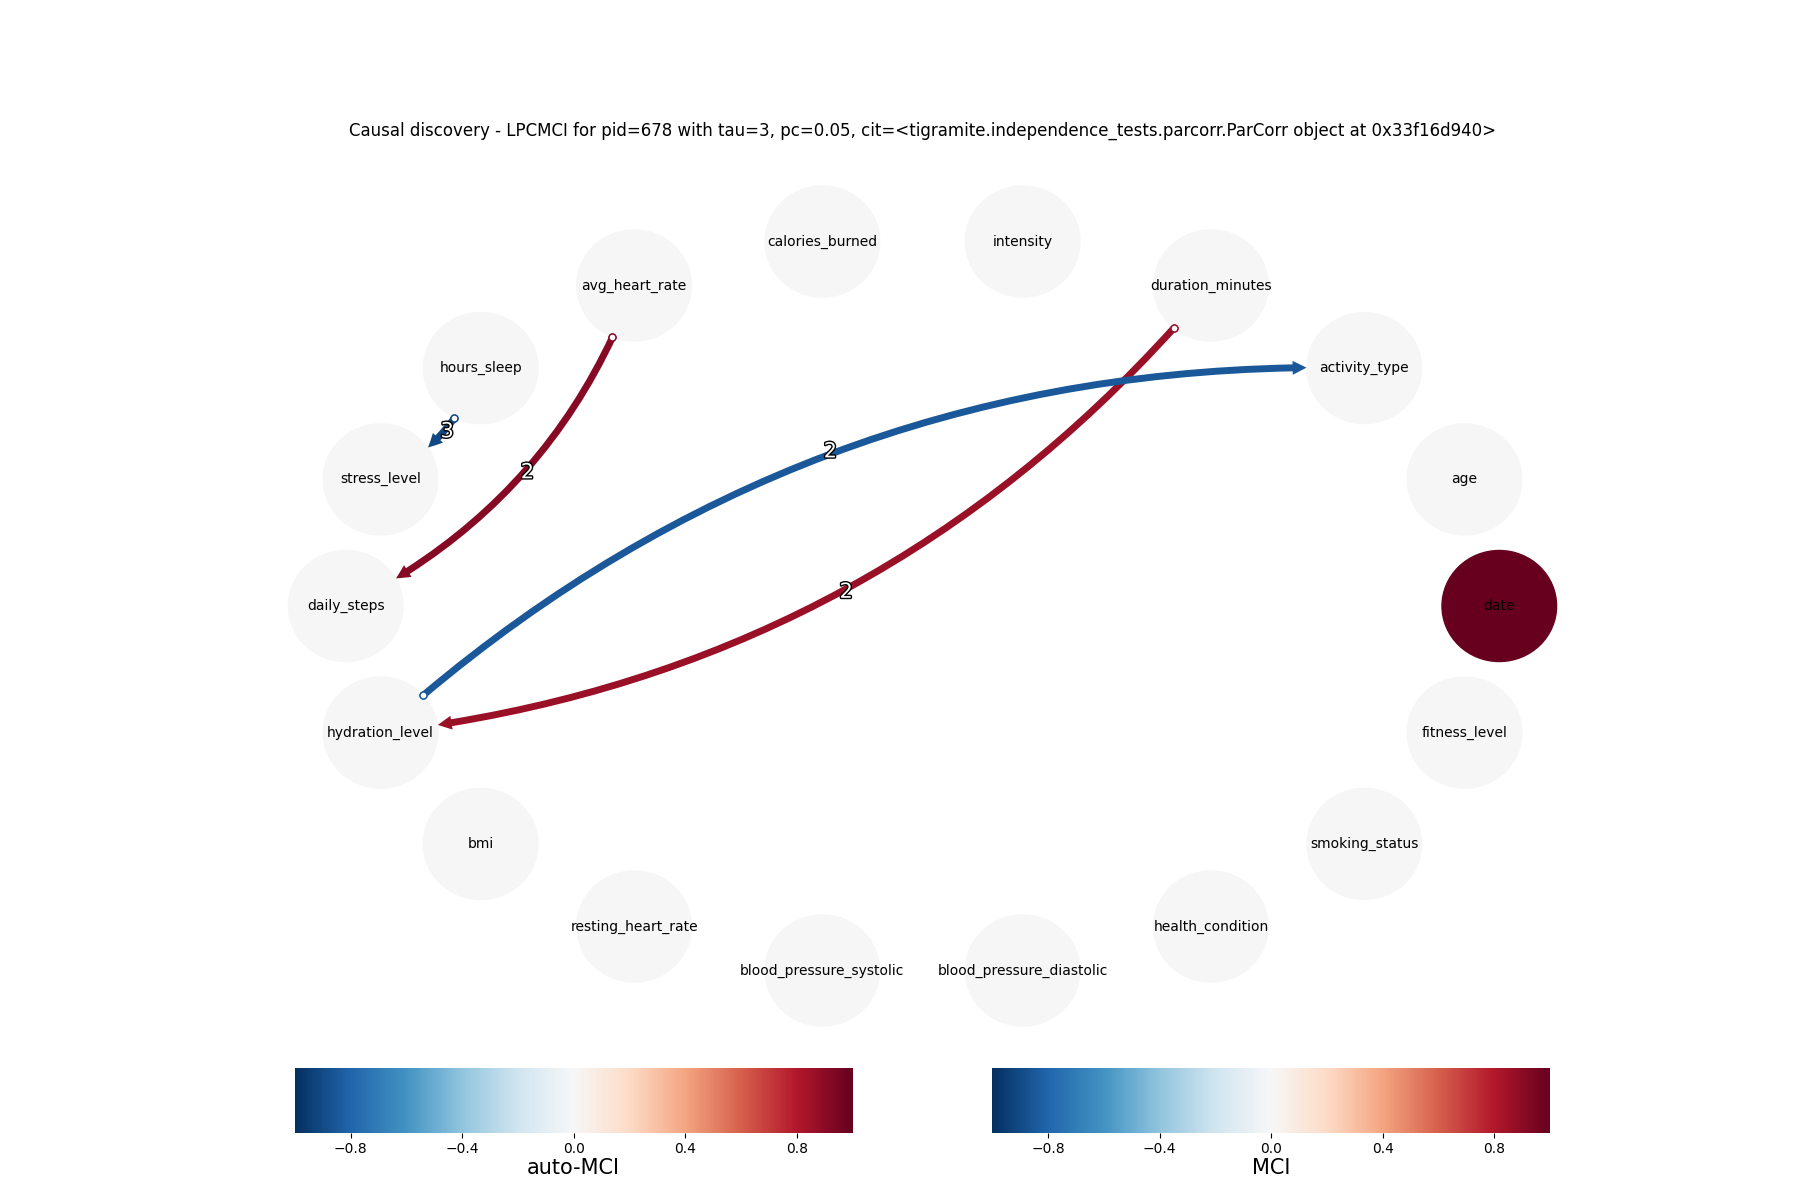 Causal discovery - LPCMCI for pid=678 with tau=3, pc=0.05, cit=<tigramite.independence_tests.parcorr.ParCorr object at 0x33f16d940>
calories_burned
intensity
avg_heart_rate
duration_minutes
hours_sleep
activity_type
3
2
2
stress_level
age
2
daily_steps
date
hydration_level
fitness_level
bmi
smoking_status
resting_heart_rate
health_condition
blood_pressure_systolic
blood_pressure_diastolic
−0.8 −0.4 0.0 0.4 0.8
auto-MCI
−0.8 −0.4 0.0 0.4 0.8
MCI